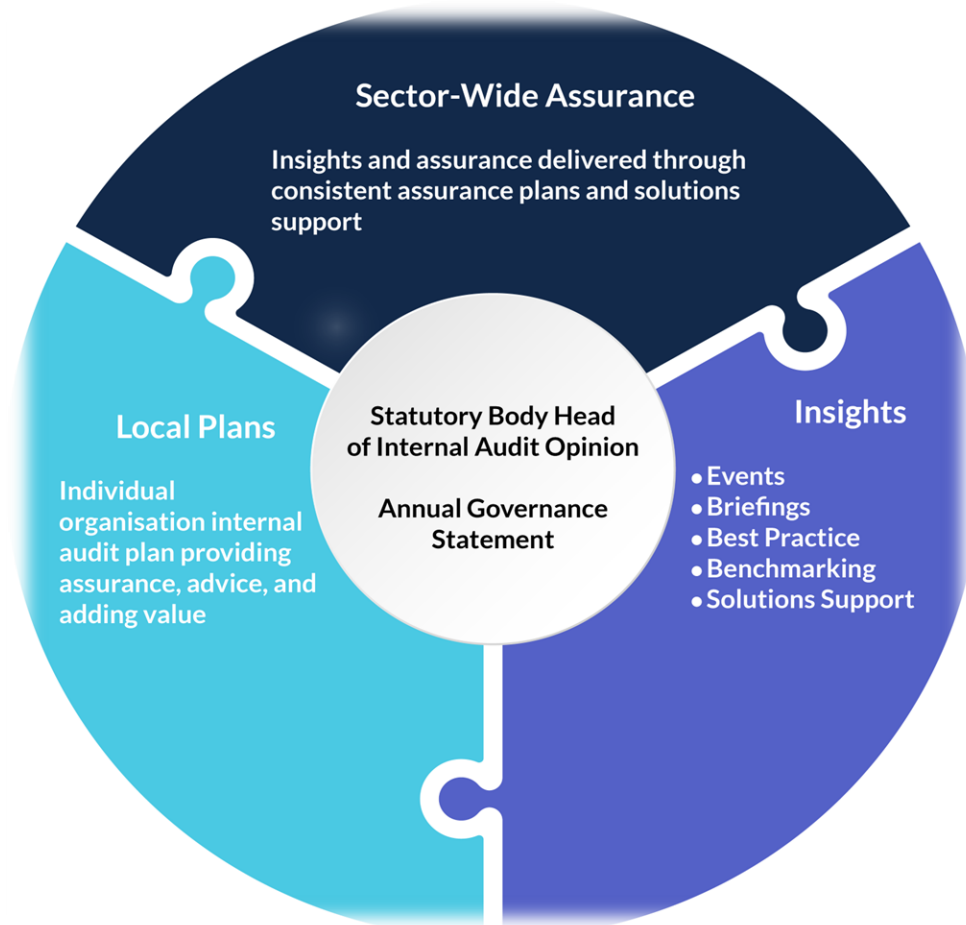 Sector-Wide Assurance
Insights and assurance delivered through
consistent assurance plans and solutions
support
Local Plans
Individual
organisation internal
audit plan providing
assurance, advice, and
adding value
Statutory Body Head
of Internal Audit Opinion
Annual Governance
Statement
Insights
• Events
• Briefings
• Best Practice
• Benchmarking
• Solutions Support